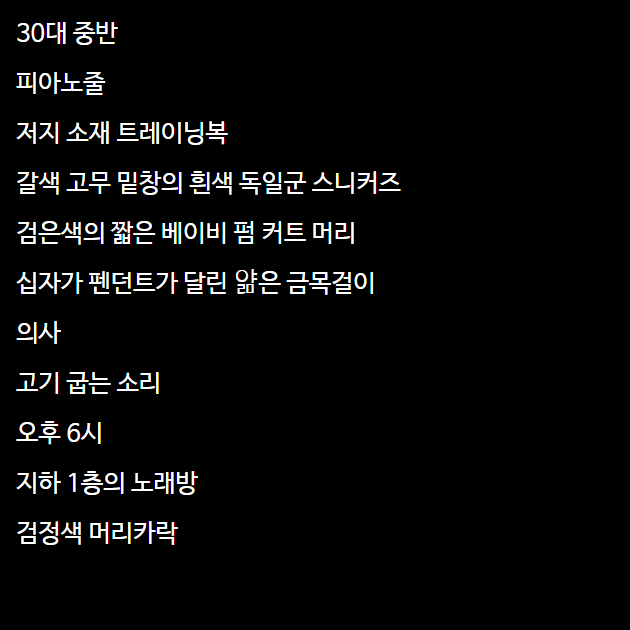 30대 중반
피아노줄
저지 소재 트레이닝복
갈색 고무 밑창의 흰색 독일군 스니커즈
검은색의 짧은 베이비 펌 커트 머리
십자가 펜던트가 달린 얇은 금목걸이
의사
고기 굽는 소리
오후 6시
지하 1층의 노래방
검정색 머리카락